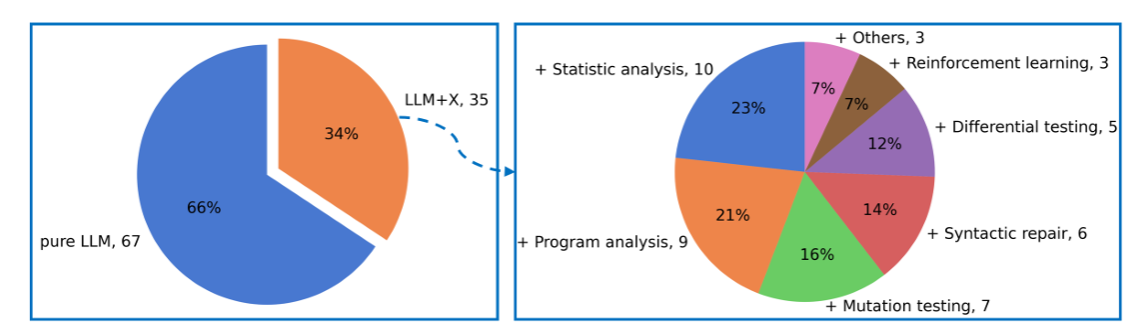 LLM+X, 35
34%
66%
pure LLM, 67
+ Others, 3
+ Reinforcement learning, 3
+ Statistic analysis, 10
7%
7%
23%
+ Differential testing, 5
12%
14%
21%
+ Syntactic repair, 6
+ Program analysis, 9
16%
+ Mutation testing, 7